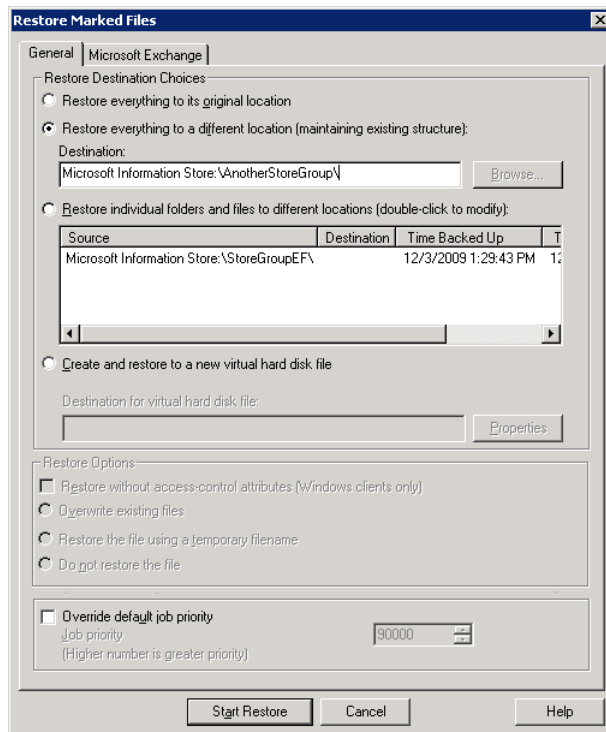 Restore Marked Files
General
Microsoft Exchange
Restore Destination Choices
Restore everything to its original location
Restore everything to a different location (maintaining existing structure):
Destination:
Microsoft Information Store:\AnotherStoreGroup\
Browse...
Restore individual folders and files to different locations (double-click to modify):
Source Destination Time Backed Up T
Microsoft Information Store:\StoreGroupEF\ 12/3/2009 1:29:43 PM 12
Create and restore to a new virtual hard disk file
Destination for virtual hard disk file:
Properties
Restore Options
Restore without access-control attributes (Windows clients only)
Overwrite existing files
Restore the file using a temporary filename
Do not restore the file
Override default job priority
Job priority 90000
(Higher number is greater priority)
Start Restore Cancel Help